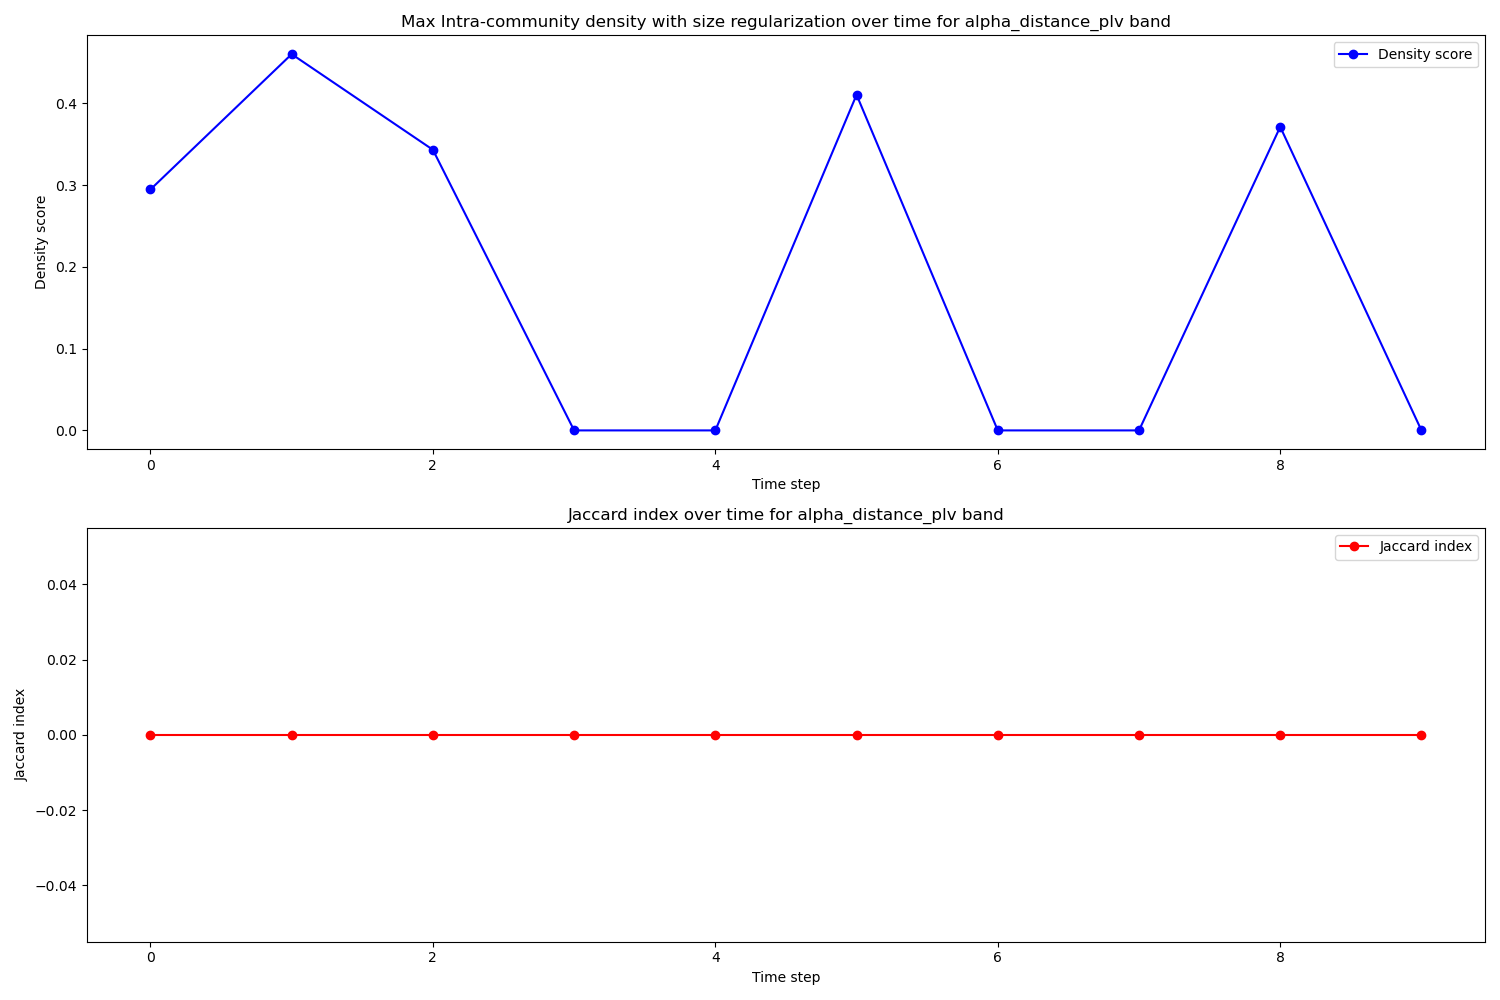 Max Intra-community density with size regularization over time for alpha_distance_plv band
Density score
0.4
0.3
0.2
0.1
0.0
Density score
0 2 4 6 8
Time step
Jaccard index over time for alpha_distance_plv band
Jaccard index
0.04
0.02
0.00
−0.02
−0.04
Jaccard index
0 2 4 6 8
Time step